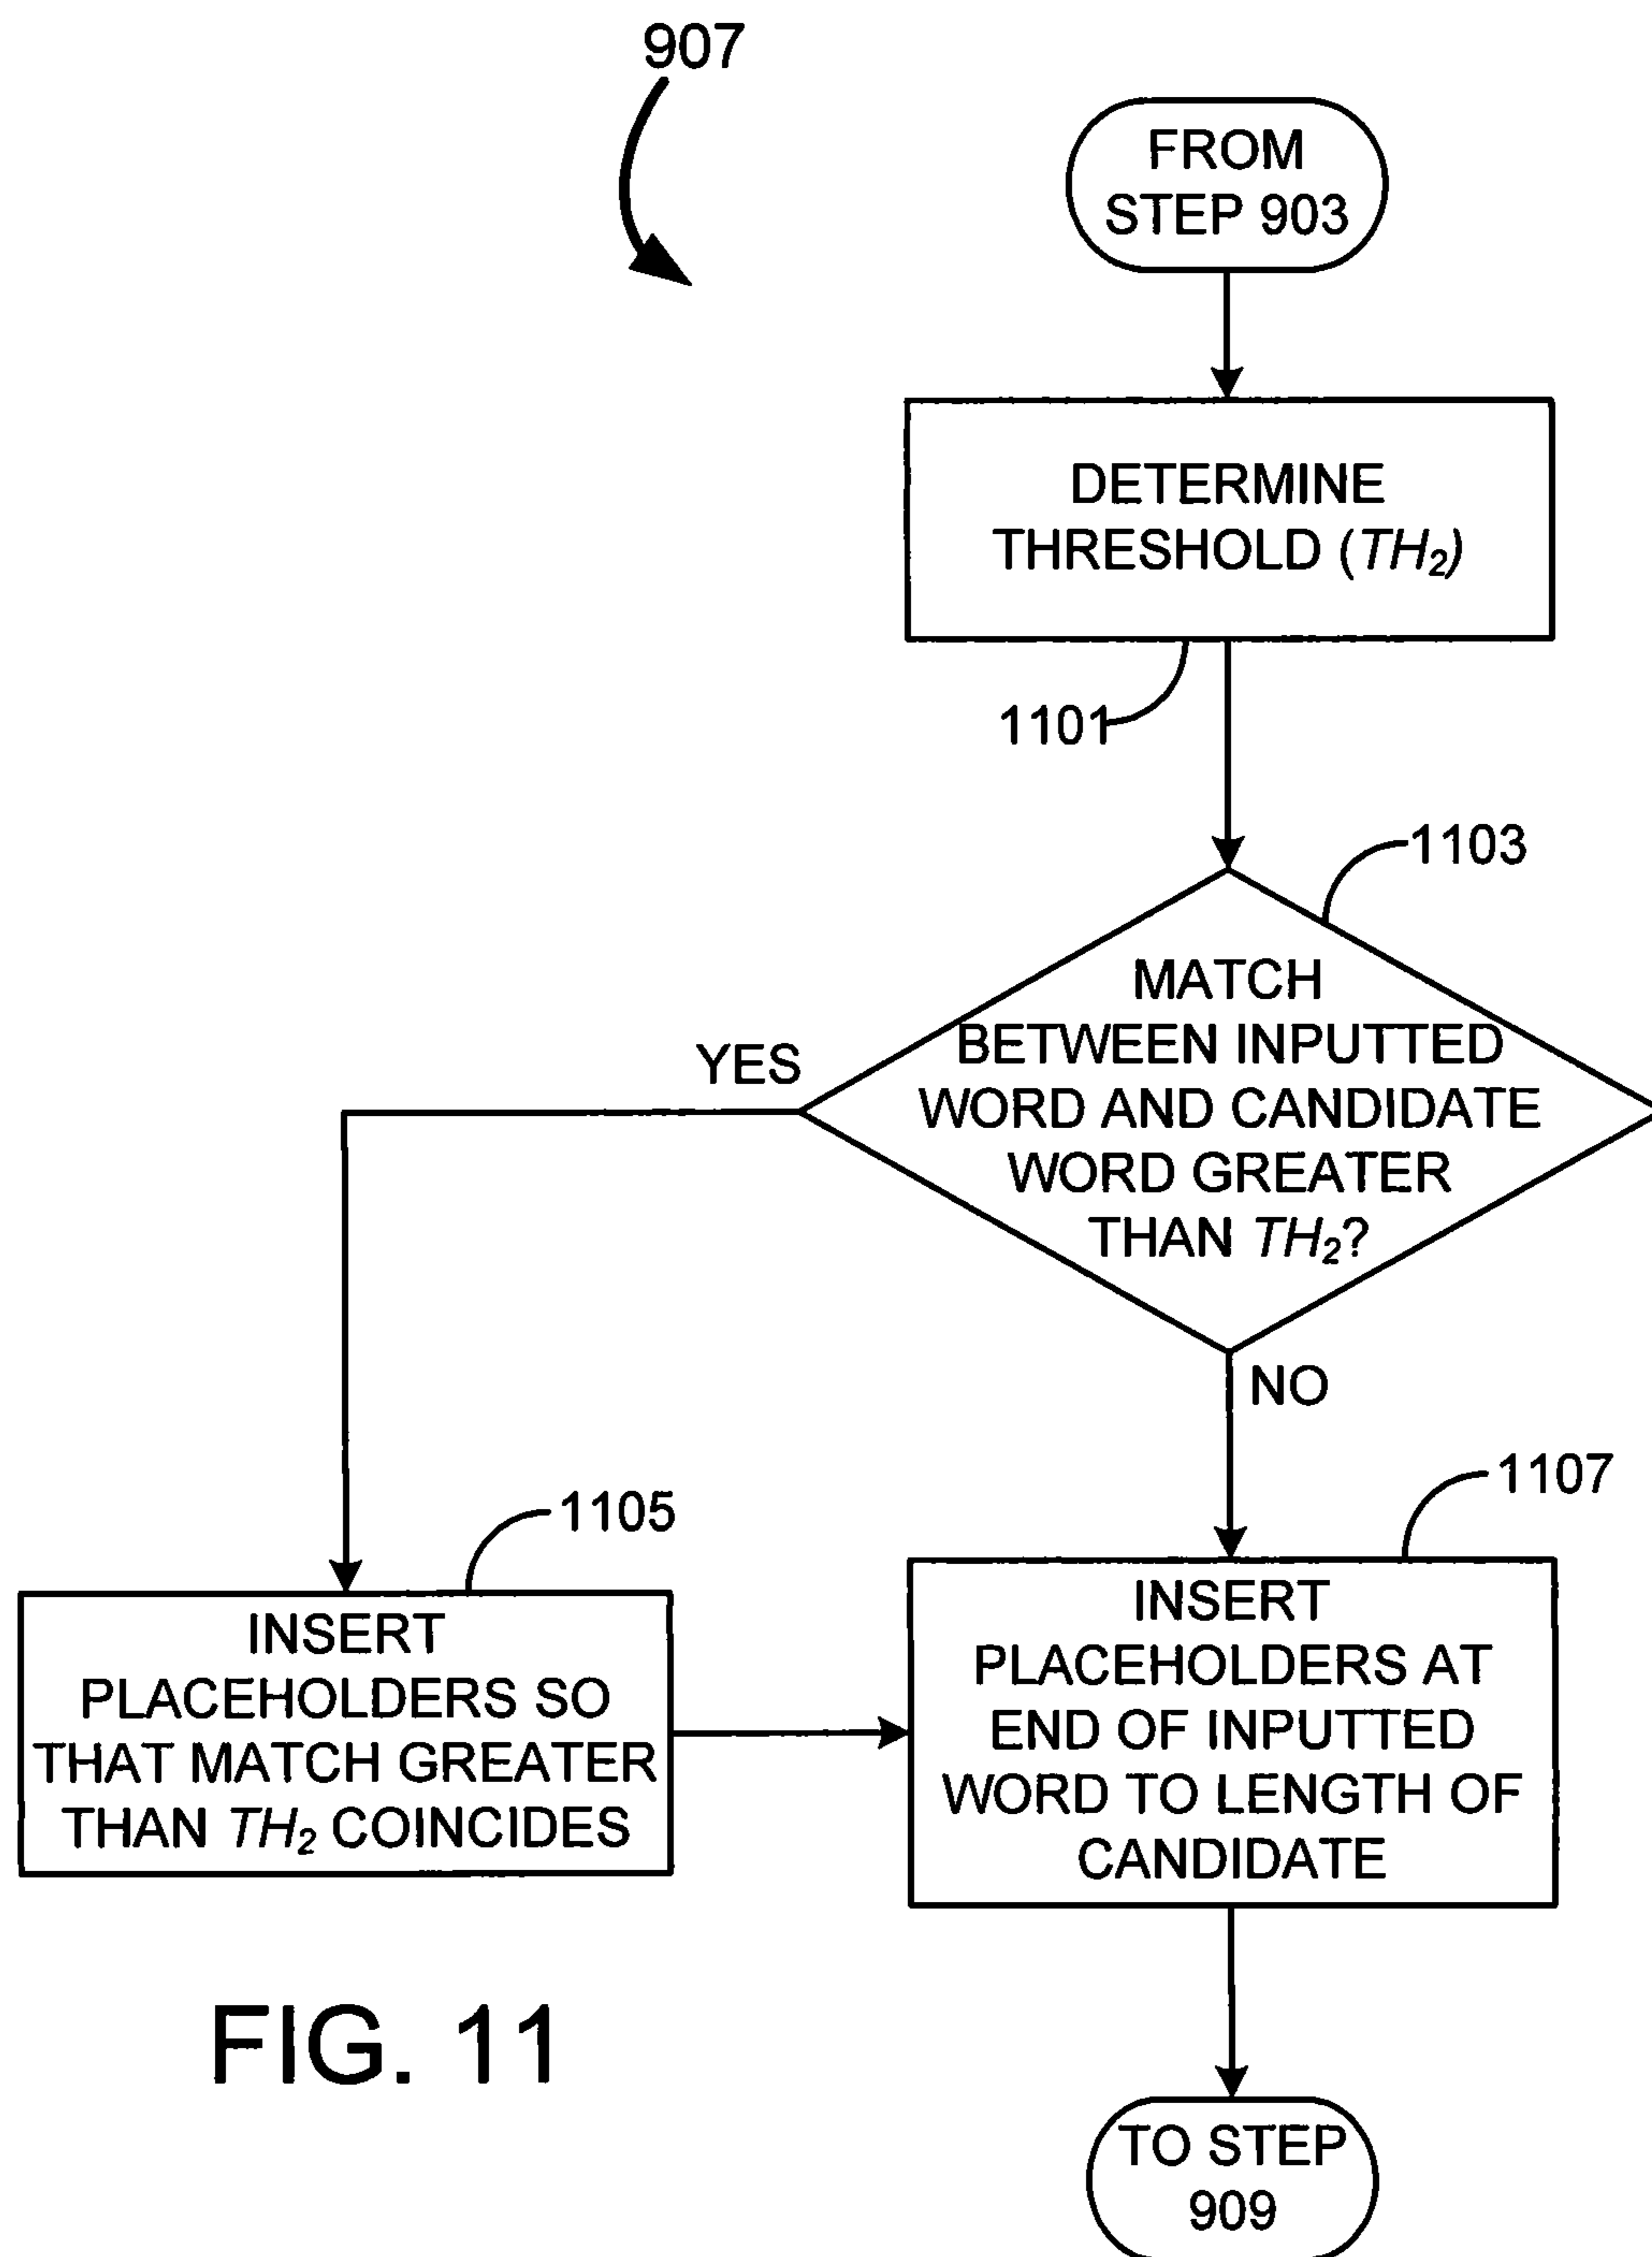 907
FROM
STEP 903
DETERMINE
THRESHOLD (TH₂)
1101
1103
MATCH
BETWEEN INPUTTED
WORD AND CANDIDATE
WORD GREATER
THAN TH₂?
YES
NO
1105
1107
INSERT
PLACEHOLDERS SO
THAT MATCH GREATER
THAN TH₂ COINCIDES
INSERT
PLACEHOLDERS AT
END OF INPUTTED
WORD TO LENGTH OF
CANDIDATE
FIG. 11
TO STEP
909